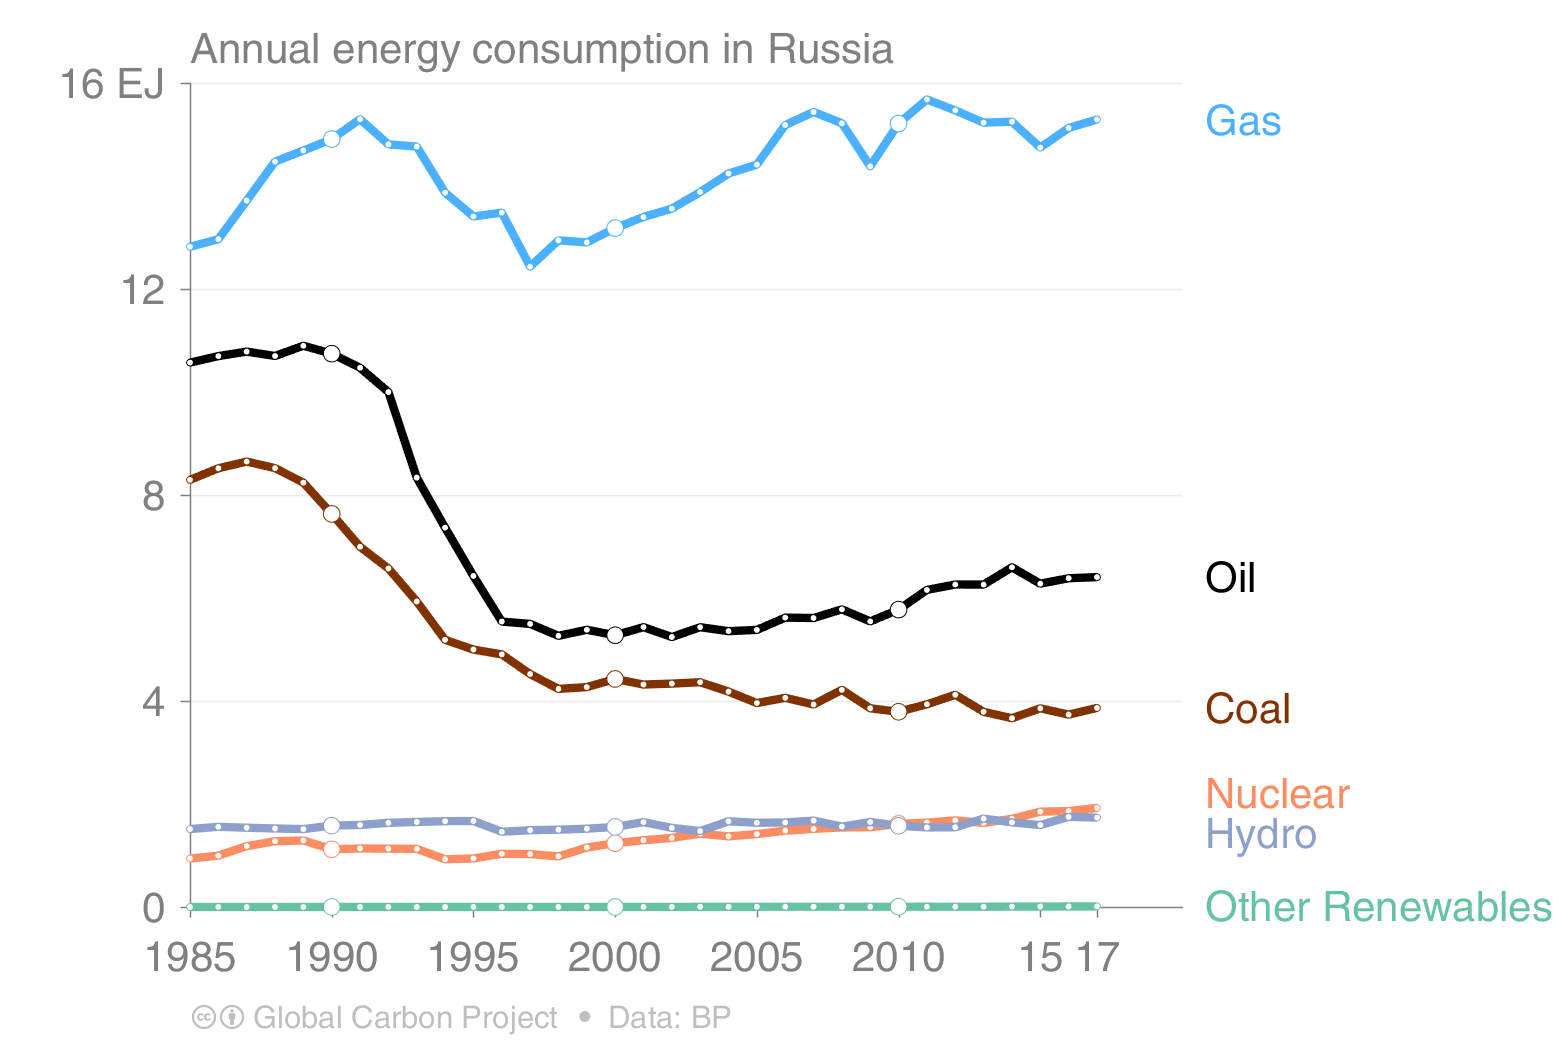 Annual energy consumption in Russia
16 EJ
12
8
4
0
Gas
Oil
Coal
Nuclear
Hydro
Other Renewables
1985 1990 1995 2000 2005 2010 15 17
cc Global Carbon Project • Data: BP